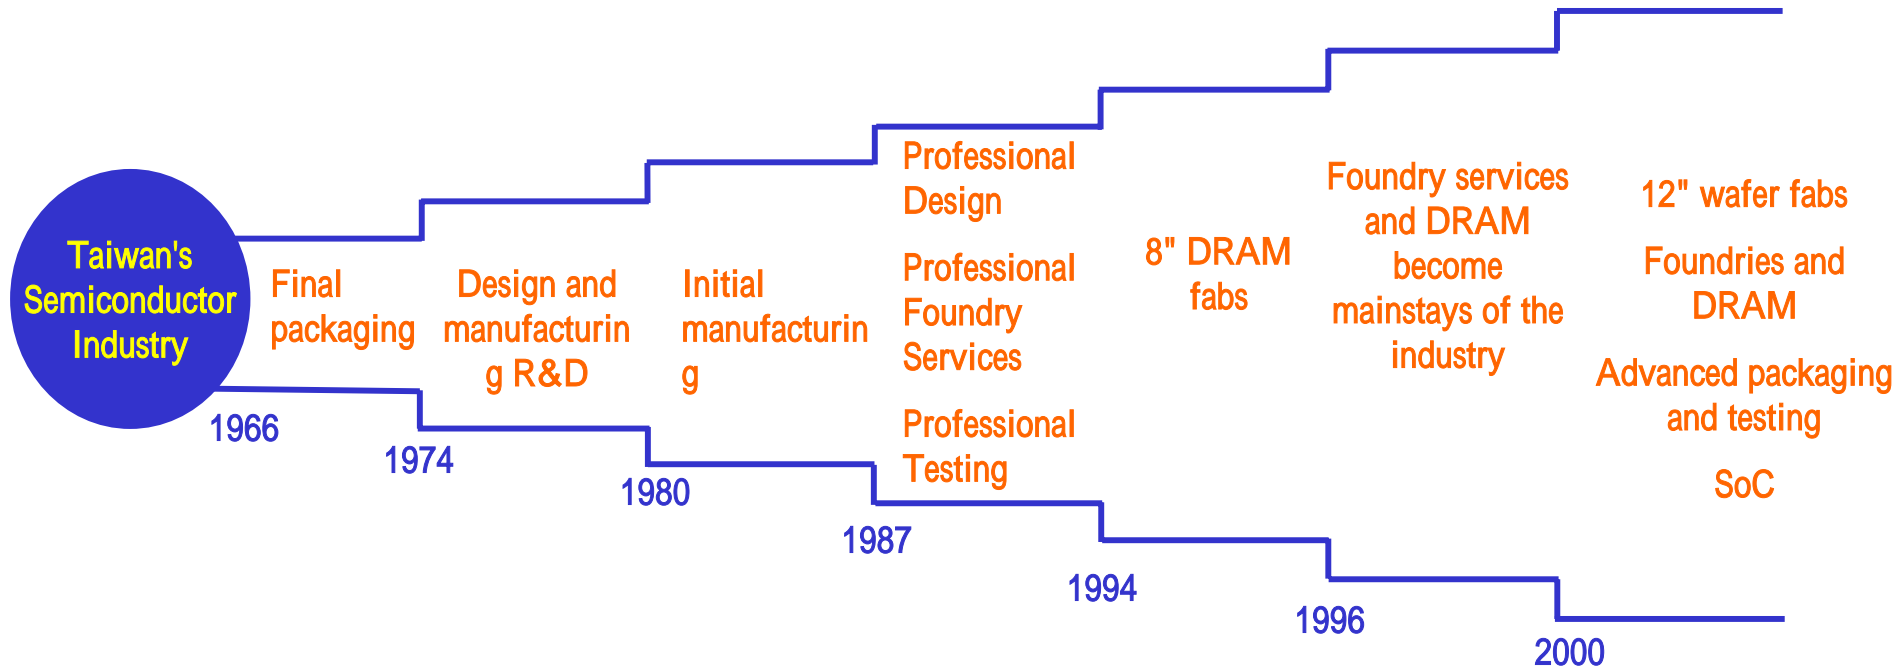 Taiwan's
Semiconductor
Industry
Final
packaging
Design and
manufacturin
g R&D
Initial
manufacturin
g
Professional
Design
Professional
Foundry
Services
Professional
Testing
8" DRAM
fabs
Foundry services
and DRAM
become
mainstays of the
industry
12" wafer fabs
Foundries and
DRAM
Advanced packaging
and testing
SoC
1966
1974
1980
1987
1994
1996
2000